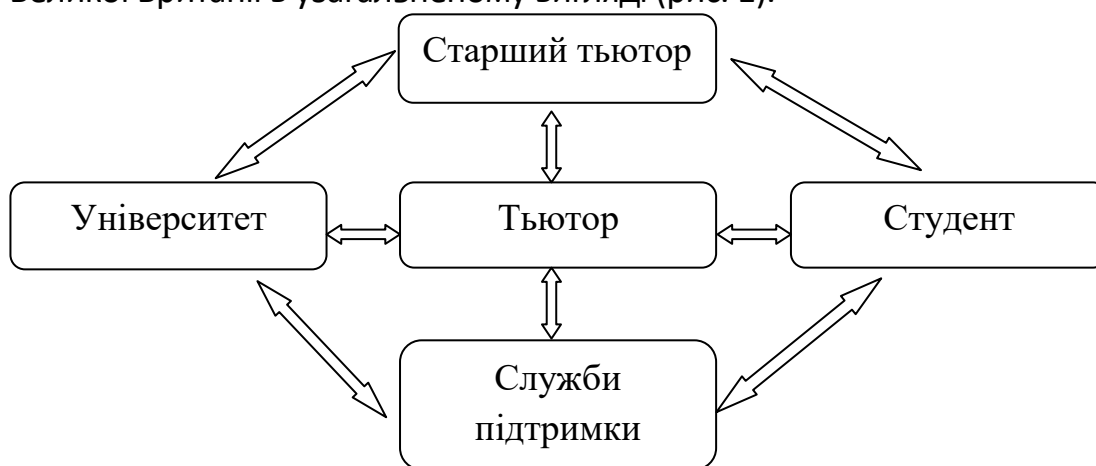 Великої Британії в узагальненому вигляді (рис. 1).
Старший тьютор
Університет
Тьютор
Студент
Служби
підтримки